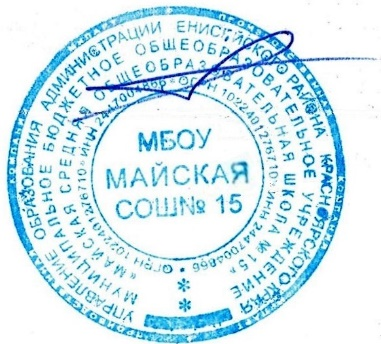 УПРАВЛЕНИЕ ОБРАЗОВАНИЯ АДМИНИСТРАЦИИ ЕНИСЕЙСКОГО РАЙОНА КРАСНОЯРСКОГО КРАЯ
МУНИЦИПАЛЬНОЕ БЮДЖЕТНОЕ ОБЩЕОБРАЗОВАТЕЛЬНОЕ УЧРЕЖДЕНИЕ
"МАЙСКАЯ СРЕДНЯЯ ОБЩЕОБРАЗОВАТЕЛЬНАЯ ШКОЛА № 15"
ОГРН 1022401276710 * ИНН 2447004866 *
МБОУ
МАЙСКАЯ
СОШ№ 15